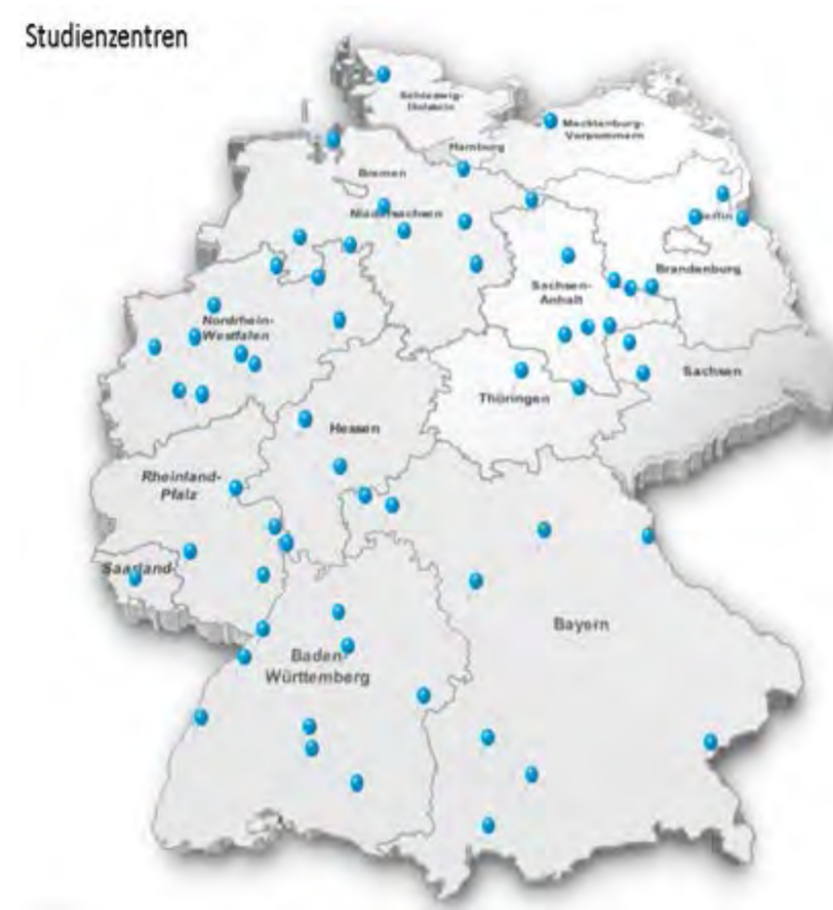 Studienzentren
Schleswig-
Holstein
Mecklenburg-
Vorpommern
Hamburg
Bremen
Niedersachsen
Berlin
Brandenburg
Sachsen-
Anhalt
Nordrhein-
Westfalen
Sachsen
Thüringen
Hessen
Rheinland-
Pfalz
Saarland
Bayern
Baden-
Württemberg